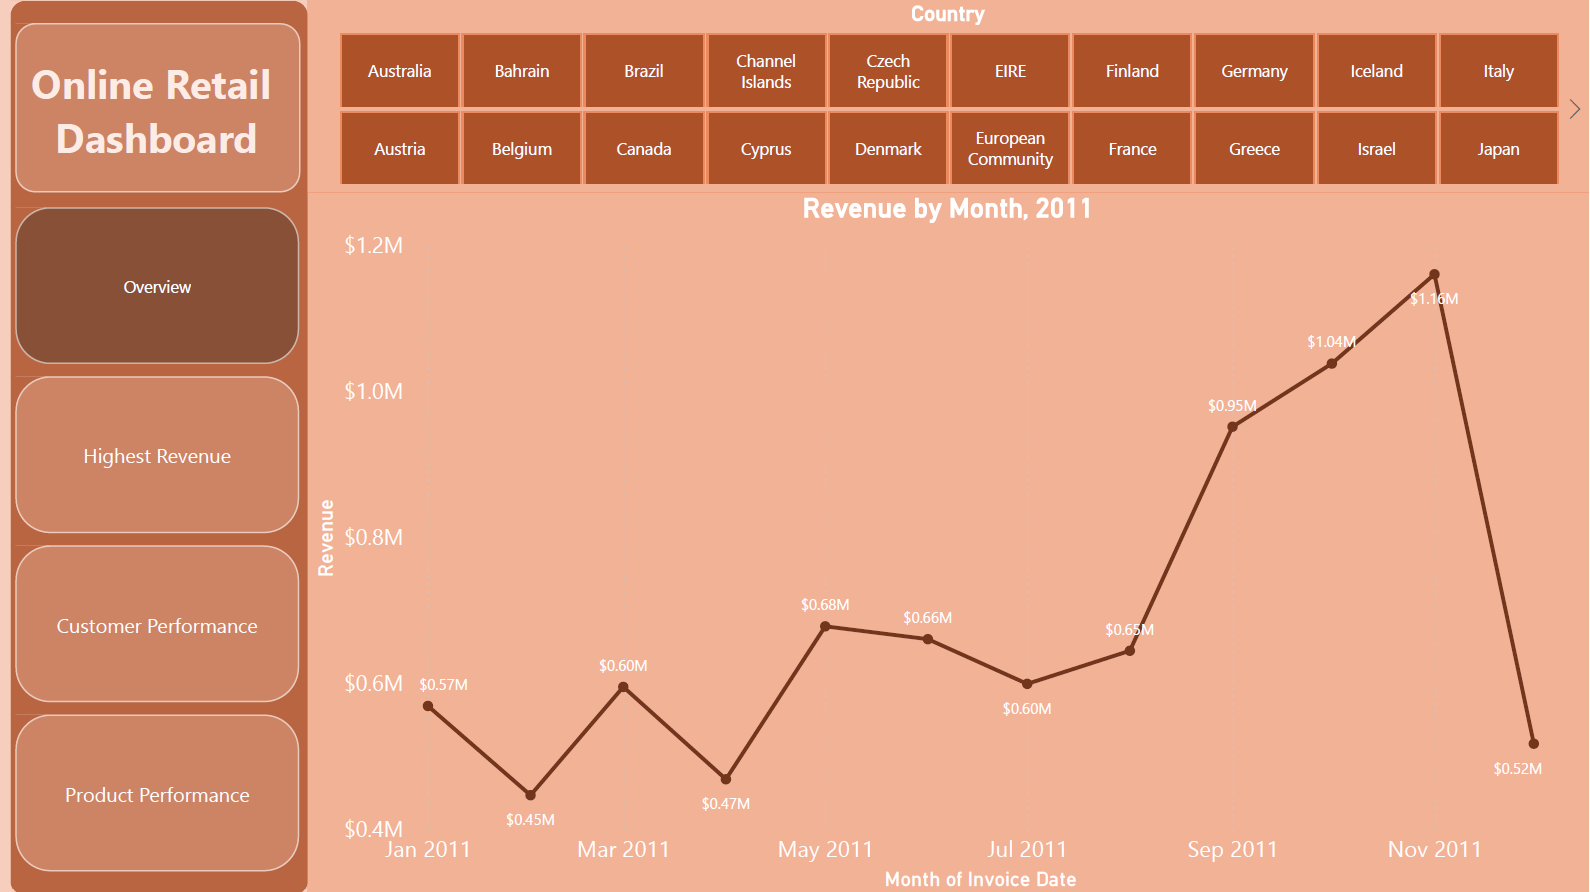 Online Retail
Dashboard
Overview
Highest Revenue
Customer Performance
Product Performance
Country
Australia
Bahrain
Brazil
Channel
Islands
Czech
Republic
EIRE
Finland
Germany
Iceland
Italy
Austria
Belgium
Canada
Cyprus
Denmark
European
Community
France
Greece
Israel
Japan
Revenue by Month, 2011
Revenue
$1.2M
$1.0M
$0.8M
$0.6M
$0.4M
$0.57M
$0.45M
$0.60M
$0.47M
$0.68M
$0.66M
$0.60M
$0.65M
$0.95M
$1.04M
$1.16M
$0.52M
Jan 2011
Mar 2011
May 2011
Jul 2011
Sep 2011
Nov 2011
Month of Invoice Date